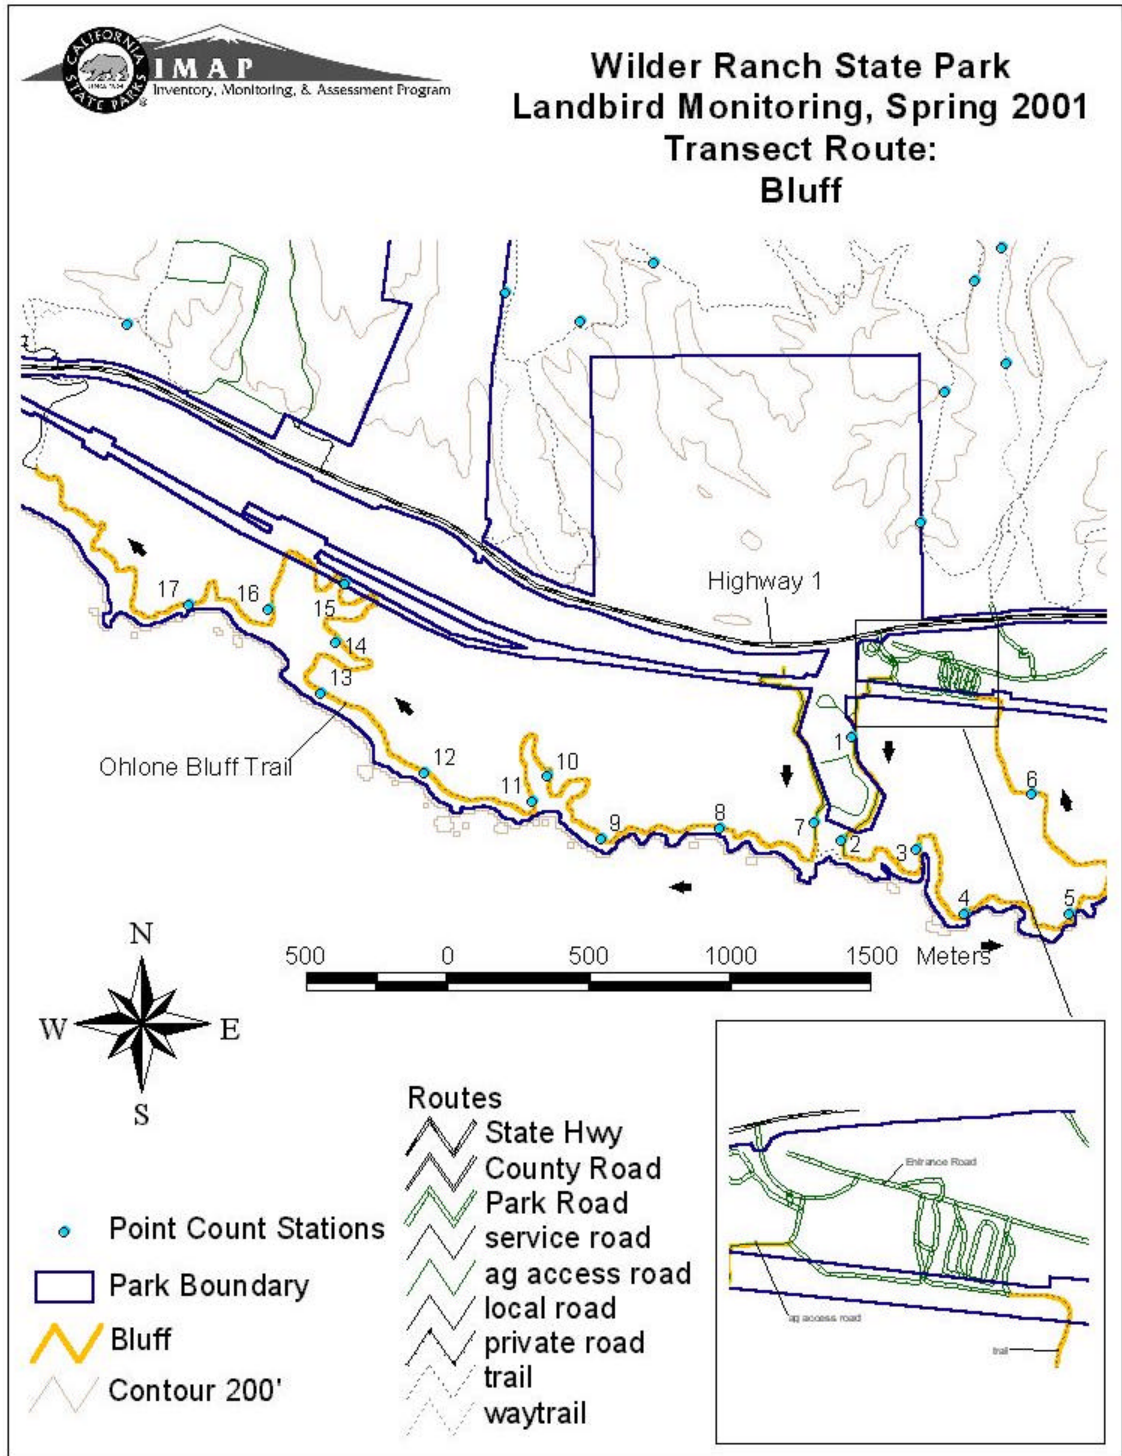 CALIFORNIA
STATE PARKS
IMAP
Inventory, Monitoring, & Assessment Program
Wilder Ranch State Park
Landbird Monitoring, Spring 2001
Transect Route:
Bluff
Highway 1
17
16
15
14
13
Ohlone Bluff Trail
12
11
10
9
8
7
1
2
3
4
5
6
500
0
500
1000
1500
Meters
N
W
E
S
Point Count Stations
Park Boundary
Bluff
Contour 200'
Routes
State Hwy
County Road
Park Road
service road
ag access road
local road
private road
trail
waytrail
Entrance Road
ag access road
trail